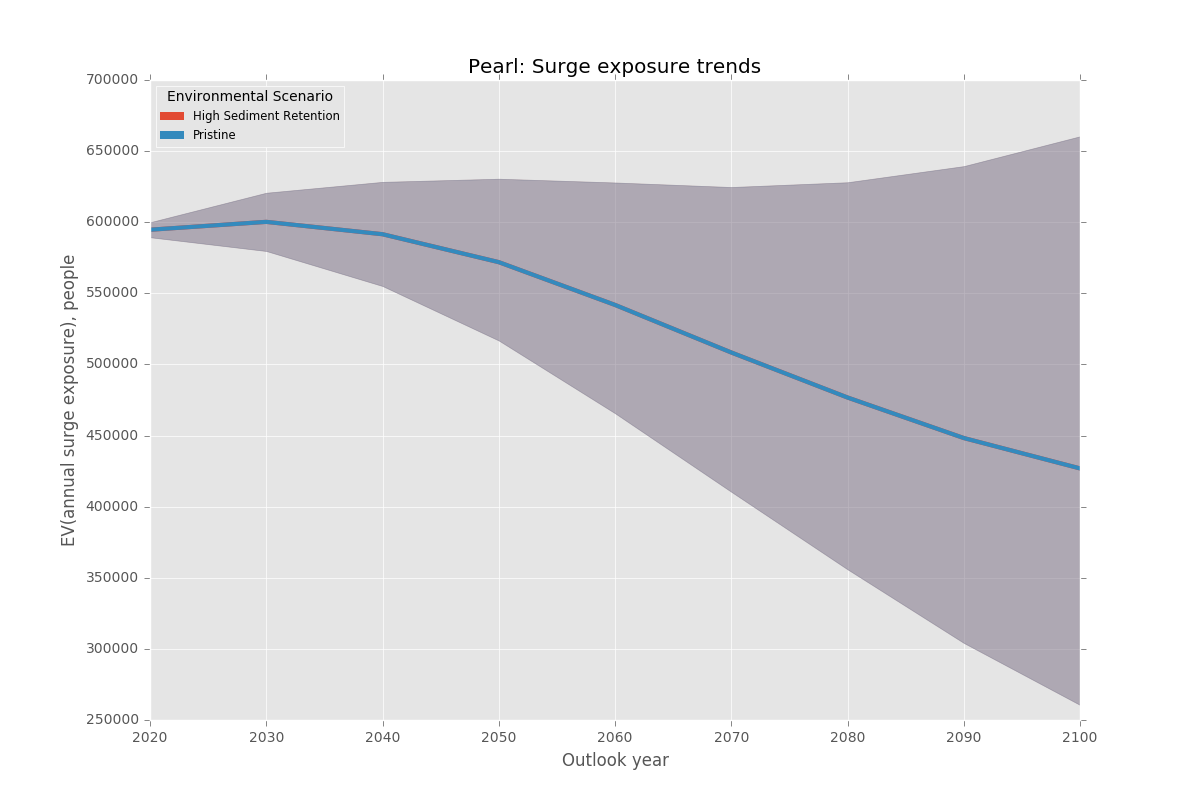 Pearl: Surge exposure trends
Environmental Scenario
High Sediment Retention
Pristine
700000
650000
600000
550000
500000
450000
400000
350000
300000
250000
EV(annual surge exposure), people
2020 2030 2040 2050 2060 2070 2080 2090 2100
Outlook year